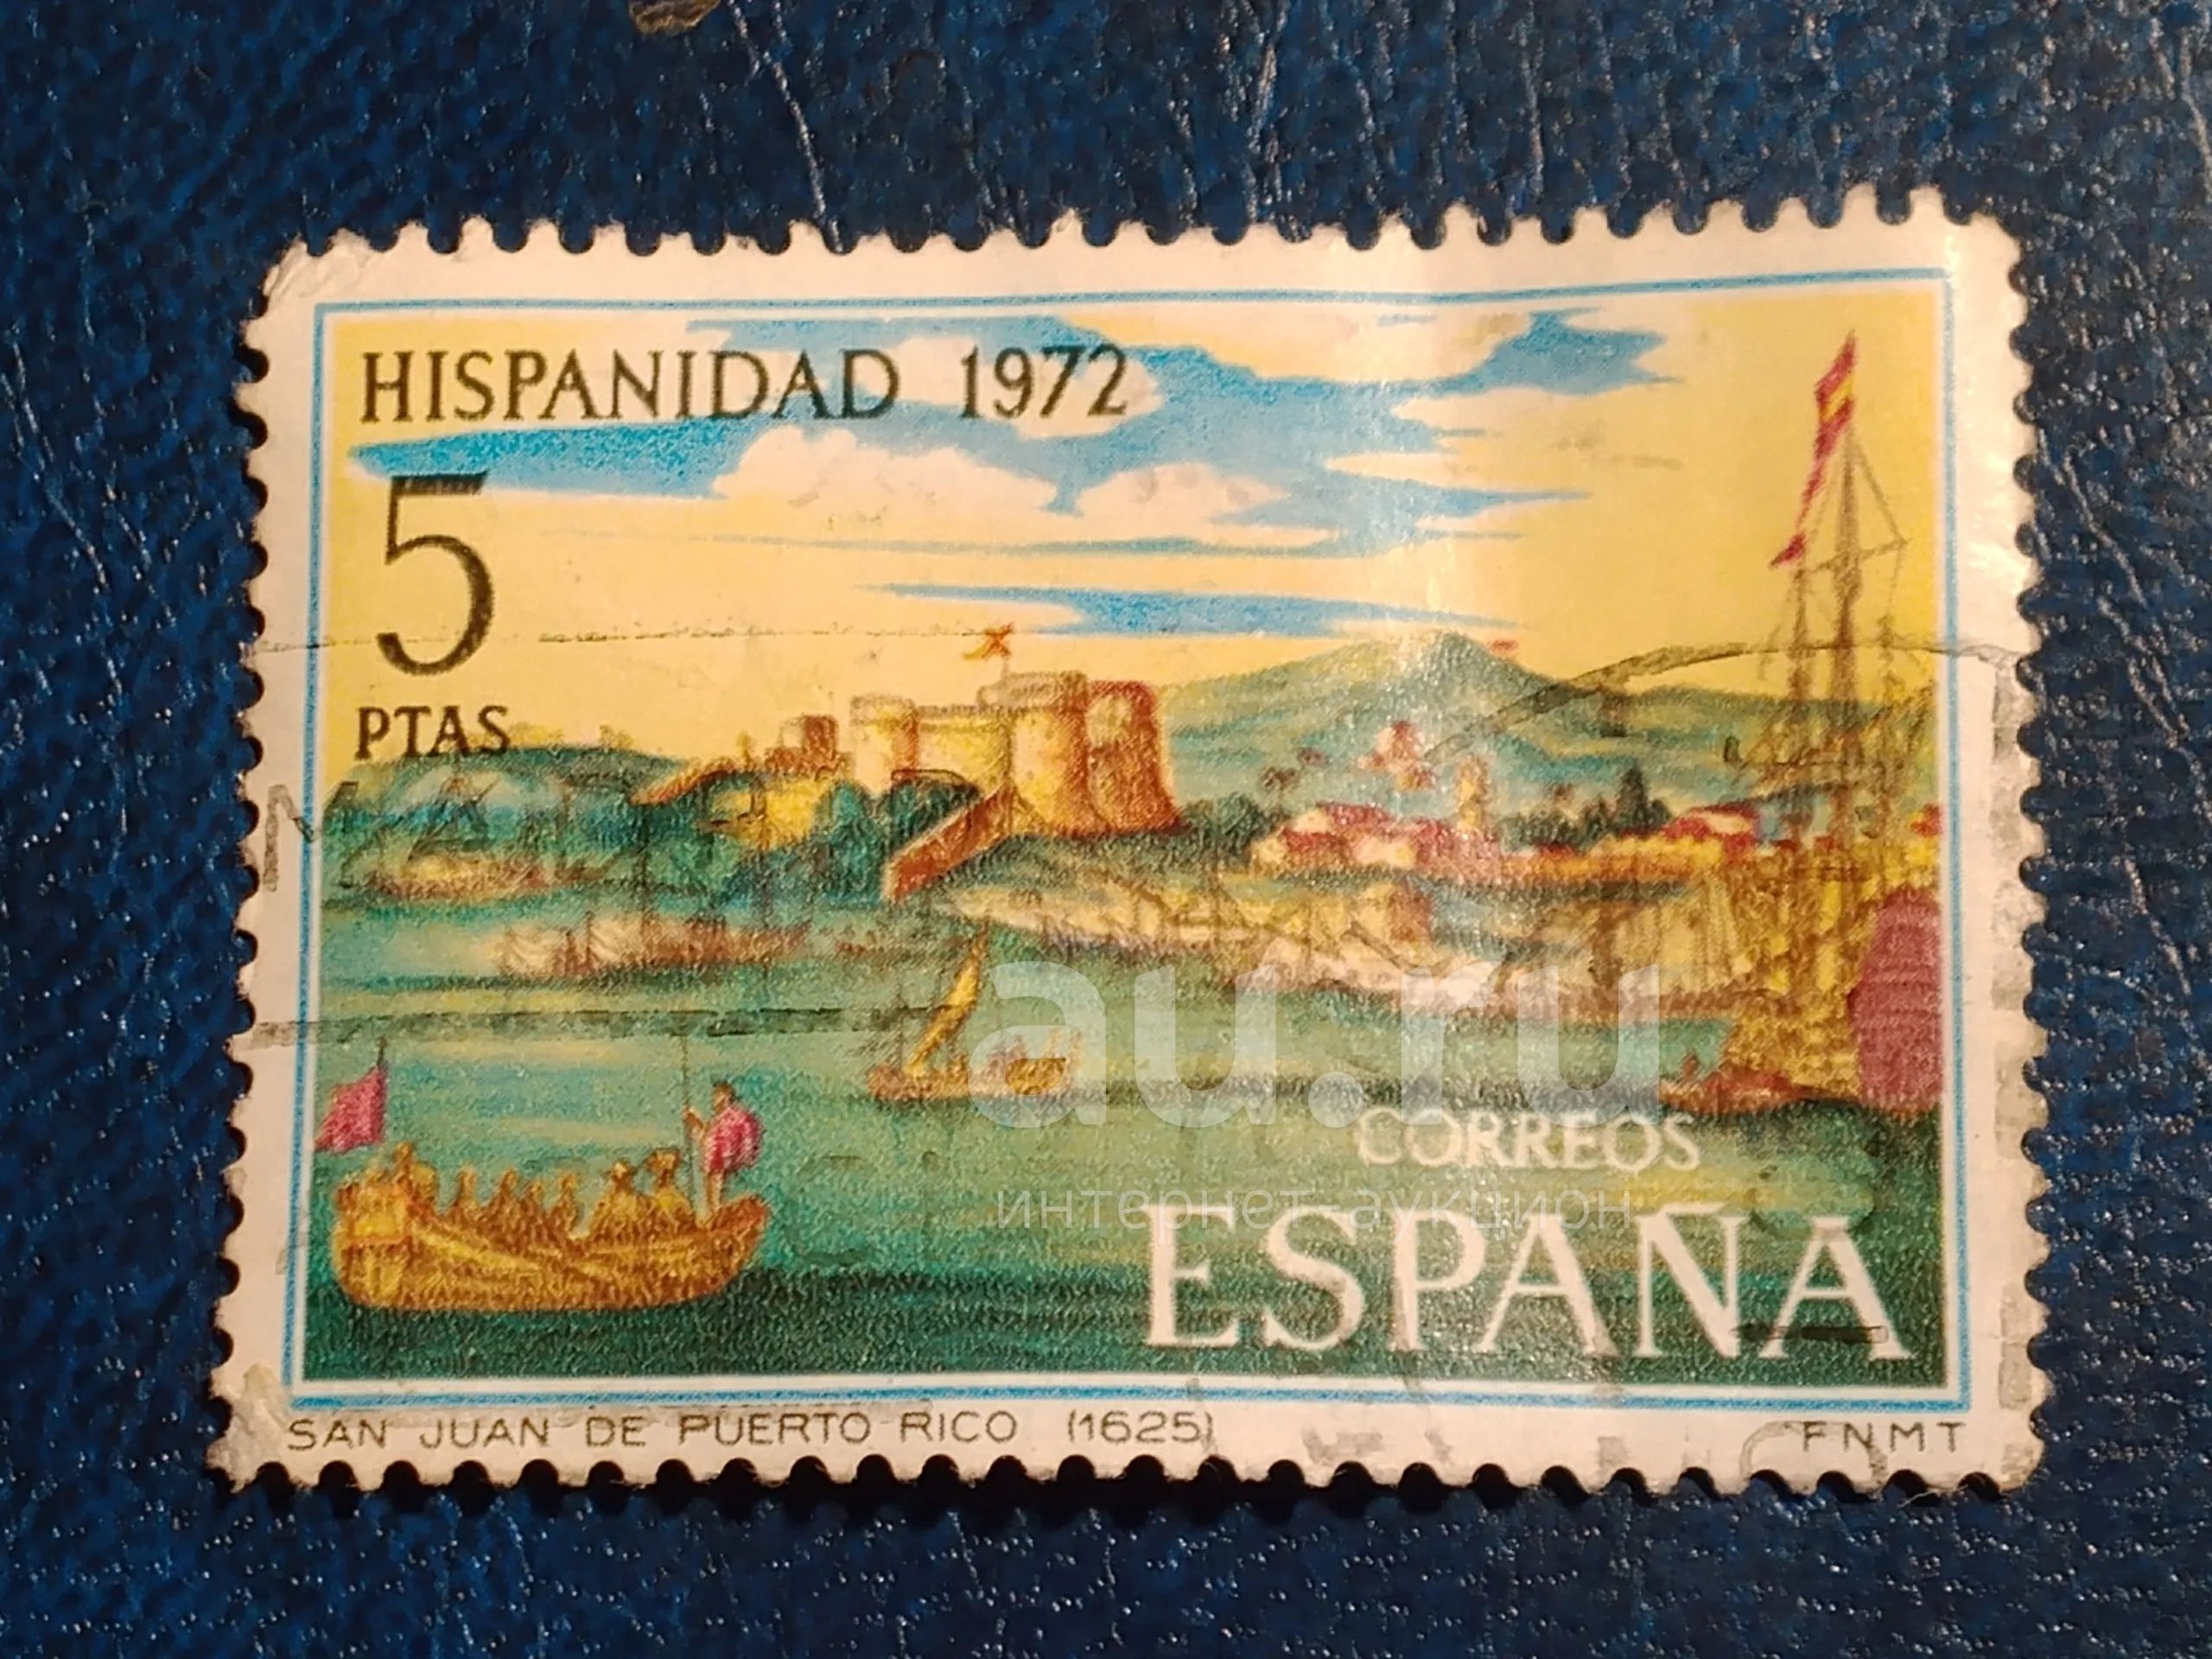 HISPANIDAD 1972
5
PTAS
au.ru
CORREOS
интернет-аукцион
ESPAÑA
SAN JUAN DE PUERTO RICO (1625)
FNMT